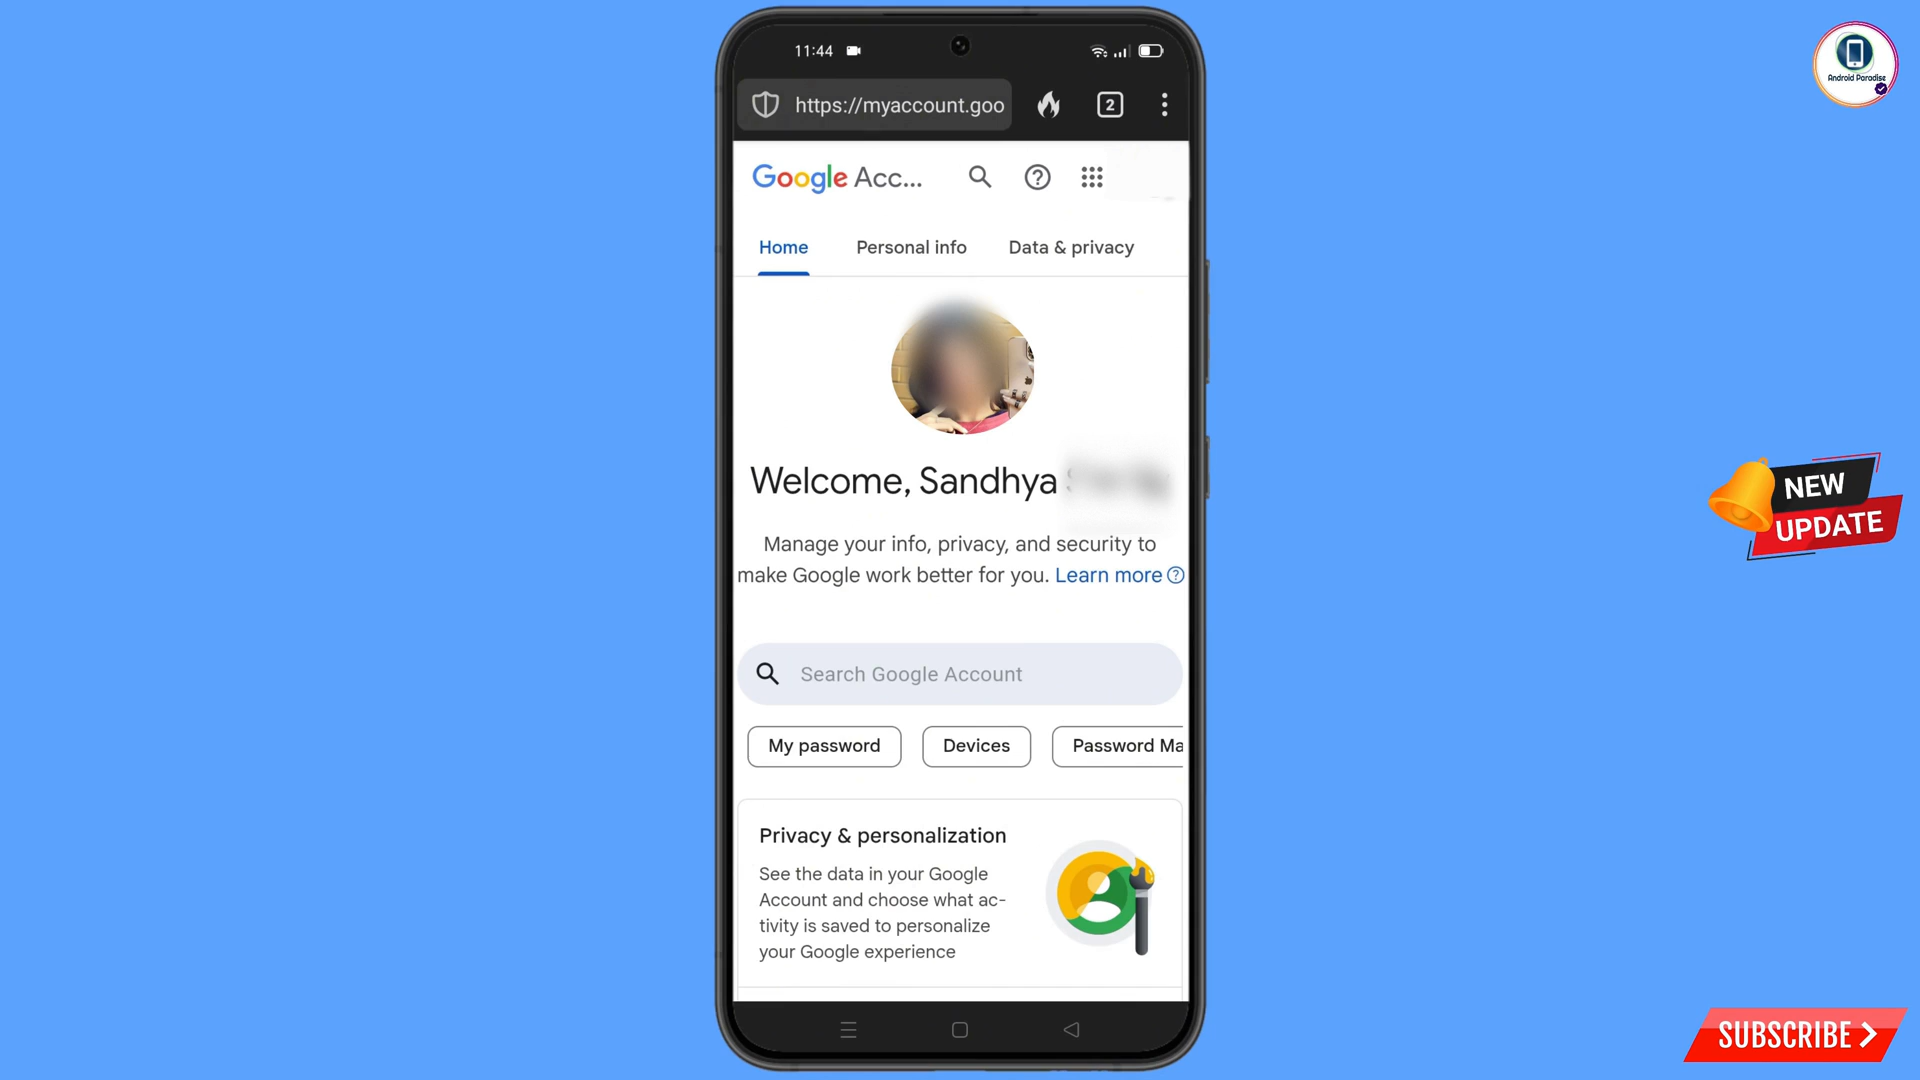 11:44
https://myaccount.goo
2
Google Acc...
Home Personal info Data & privacy
Welcome, Sandhya
Manage your info, privacy, and security to
make Google work better for you. Learn more
Search Google Account
My password Devices Password Ma
Privacy & personalization
See the data in your Google
Account and choose what ac-
tivity is saved to personalize
your Google experience
Android Paradise
NEW
UPDATE
SUBSCRIBE